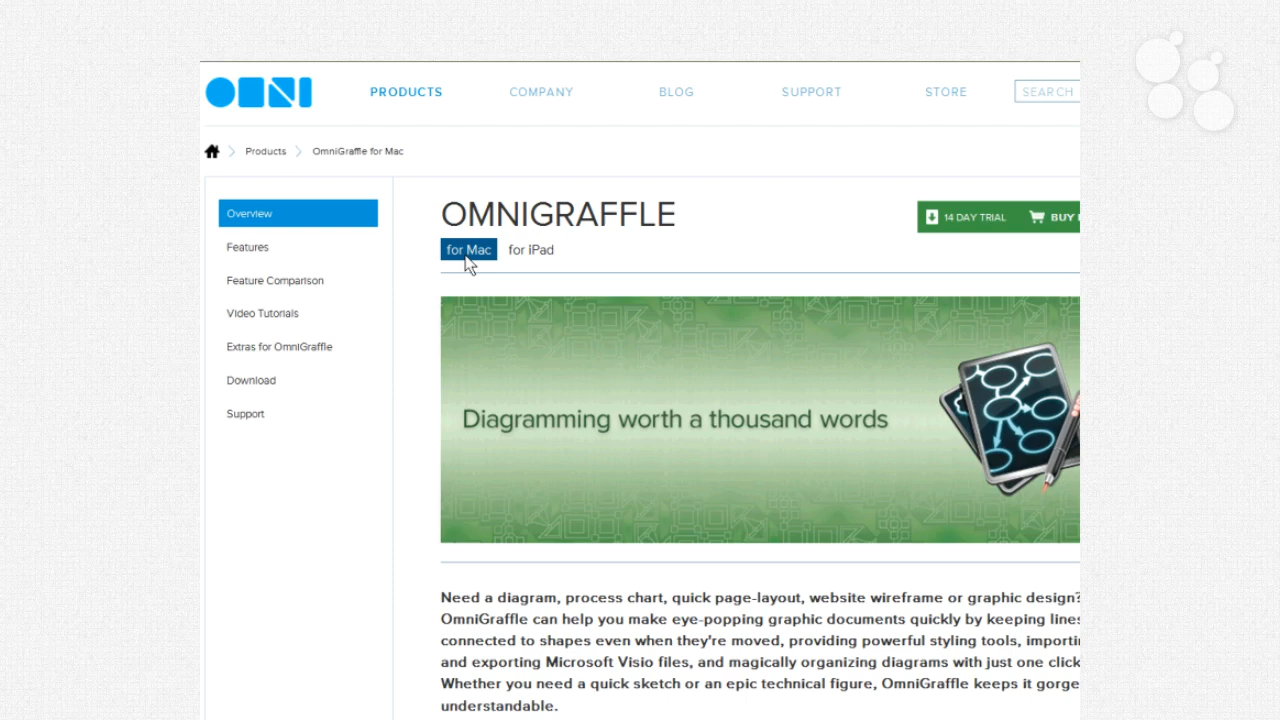 OMNI
PRODUCTS COMPANY BLOG SUPPORT STORE SEARCH
Products OmniGraffle for Mac
Overview
Features
Feature Comparison
Video Tutorials
Extras for OmniGraffle
Download
Support
OMNIGRAFFLE
14 DAY TRIAL BUY
for Mac for iPad
Diagramming worth a thousand words
Need a diagram, process chart, quick page-layout, website wireframe or graphic design?
OmniGraffle can help you make eye-popping graphic documents quickly by keeping lines
connected to shapes even when they're moved, providing powerful styling tools, importi
and exporting Microsoft Visio files, and magically organizing diagrams with just one click
Whether you need a quick sketch or an epic technical figure, OmniGraffle keeps it gorge
understandable.